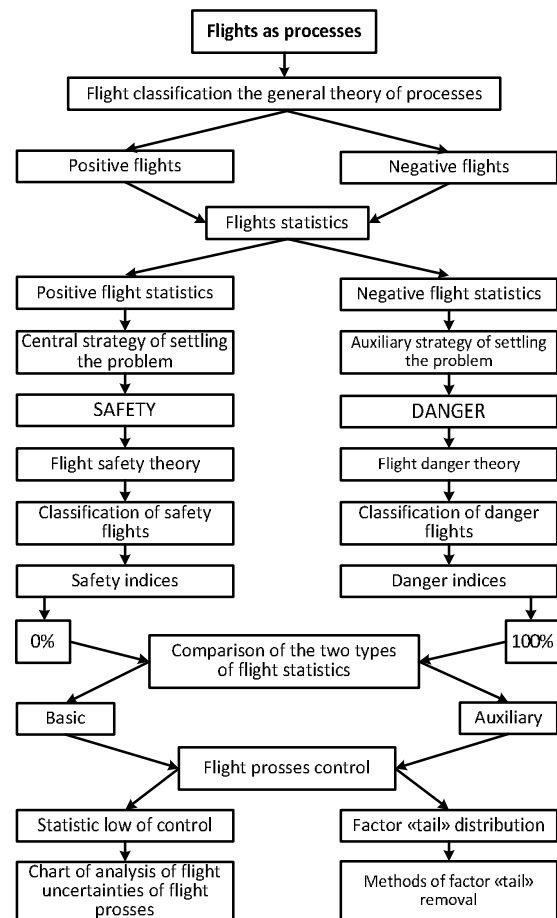 Flights as processes
Flight classification the general theory of processes
Positive flights
Negative flights
Flights statistics
Positive flight statistics
Negative flight statistics
Central strategy of settling
the problem
Auxiliary strategy of settling
the problem
SAFETY
DANGER
Flight safety theory
Flight danger theory
Classification of safety
flights
Classification of danger
flights
Safety indices
Danger indices
0%
100%
Comparison of the two types
of flight statistics
Basic
Auxiliary
Flight prosses control
Statistic low of control
Factor «tail» distribution
Chart of analysis of flight
uncertainties of flight
prosses
Methods of factor «tail»
removal